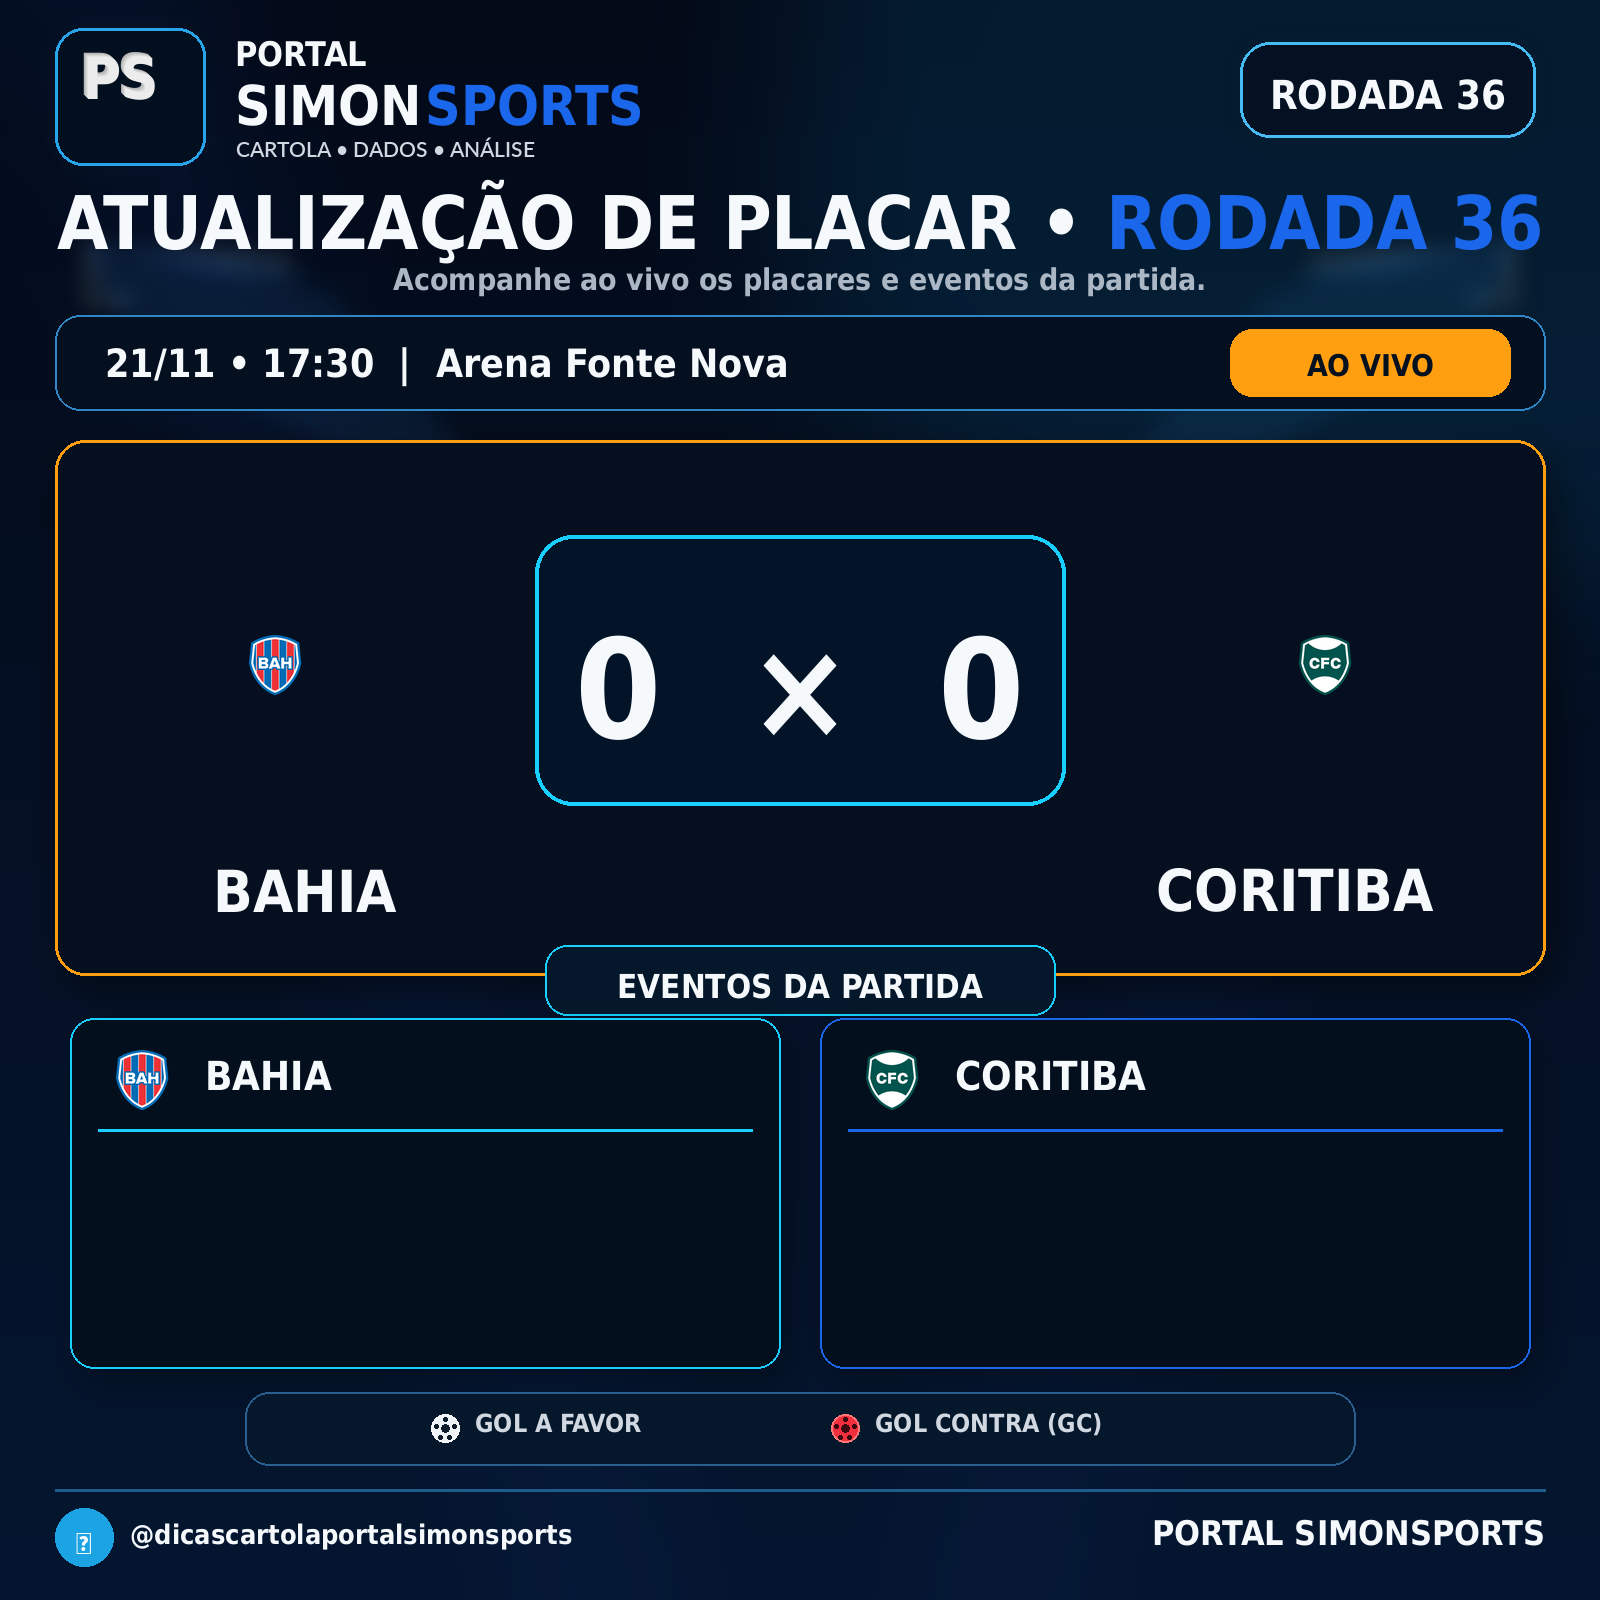 PS
PORTAL
SIMONSPORTS
CARTOLA • DADOS • ANÁLISE
RODADA 36
ATUALIZAÇÃO DE PLACAR • RODADA 36
Acompanhe ao vivo os placares e eventos da partida.
21/11 • 17:30 | Arena Fonte Nova
AO VIVO
BAH
0 × 0
CFC
BAHIA
CORITIBA
EVENTOS DA PARTIDA
BAH
BAHIA
CFC
CORITIBA
GOL A FAVOR
GOL CONTRA (GC)
@dicascartolaportalsimonsports
PORTAL SIMONSPORTS